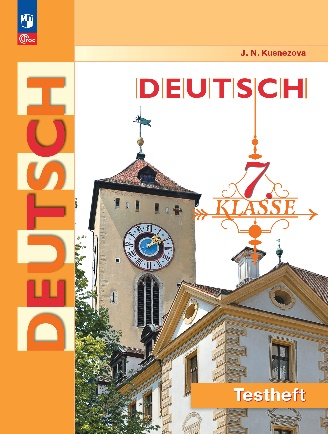 J. N. Kusnezova
DEUTSCH
7.
KLASSE
DEUTSCH
Testheft